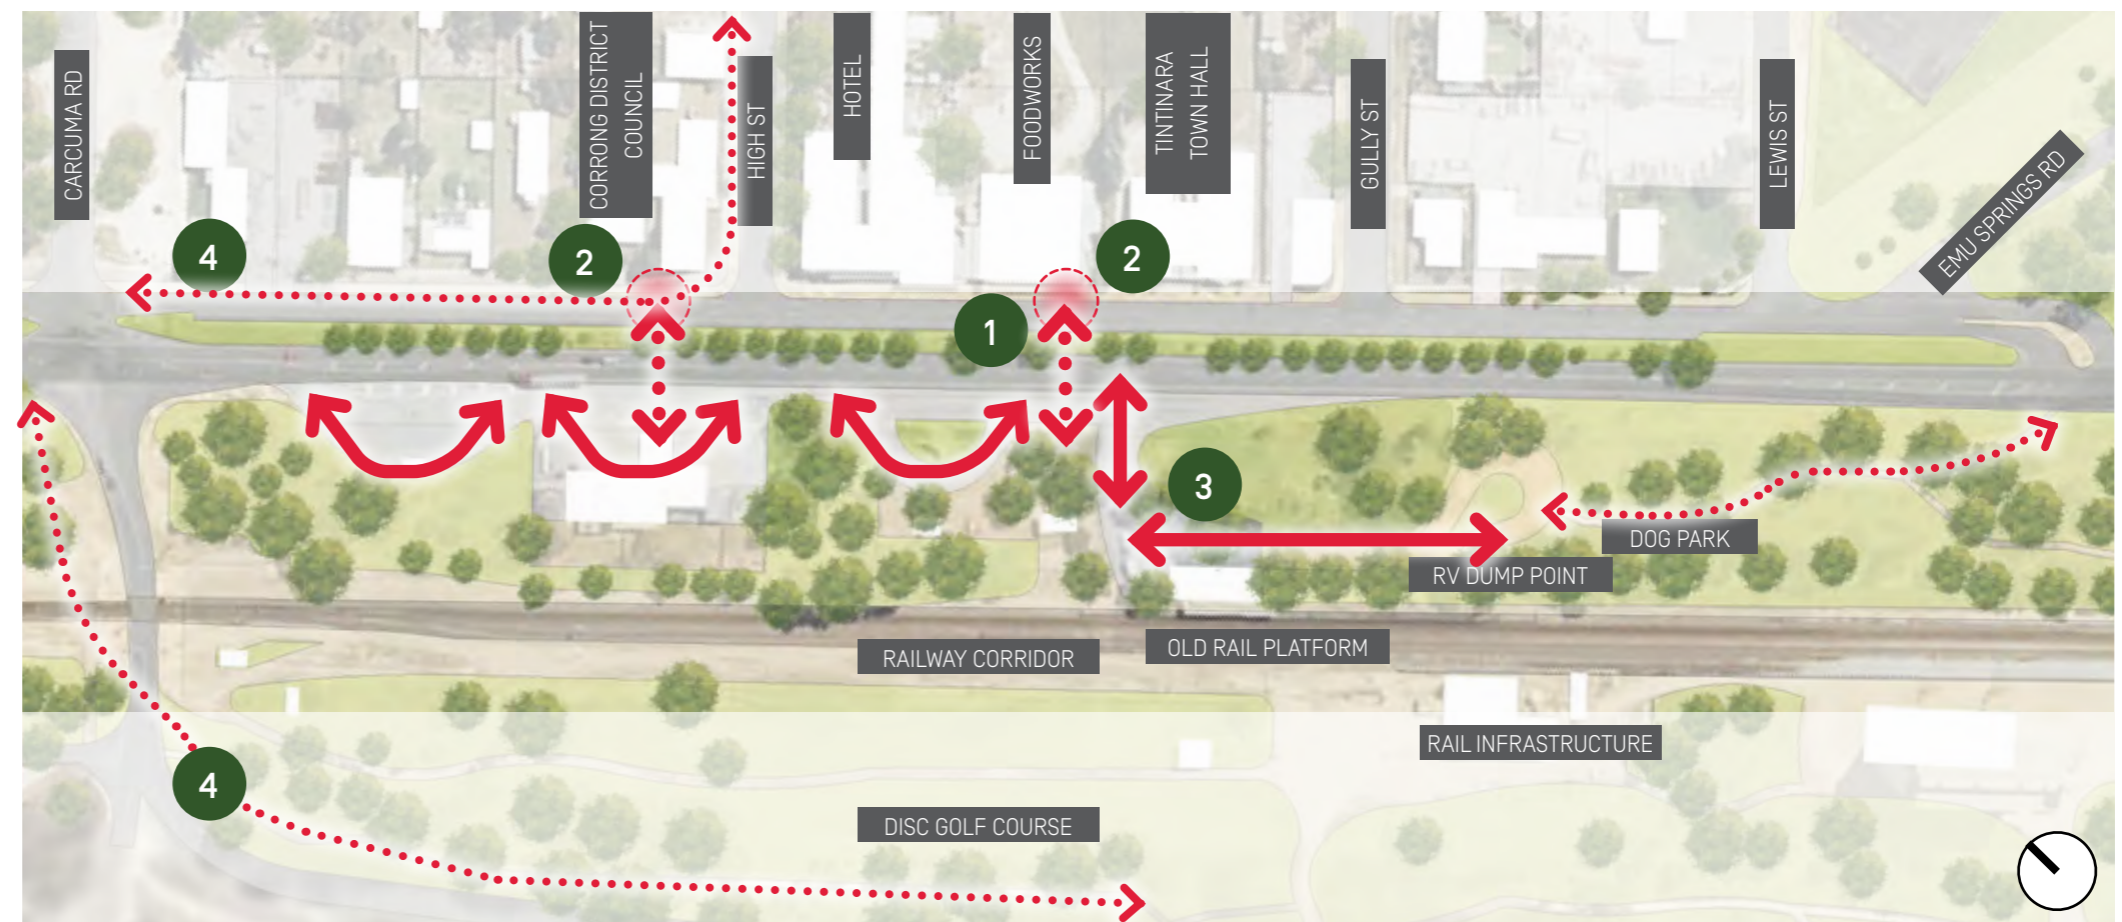 CARCUMA RD
CORRONG DISTRICT
COUNCIL
HIGH ST
HOTEL
FOODWORKS
TINTINARA
TOWN HALL
GULLY ST
LEWIS ST
EMU SPRINGS RD
4
2
2
1
3
DOG PARK
RV DUMP POINT
OLD RAIL PLATFORM
RAILWAY CORRIDOR
RAIL INFRASTRUCTURE
4
DISC GOLF COURSE